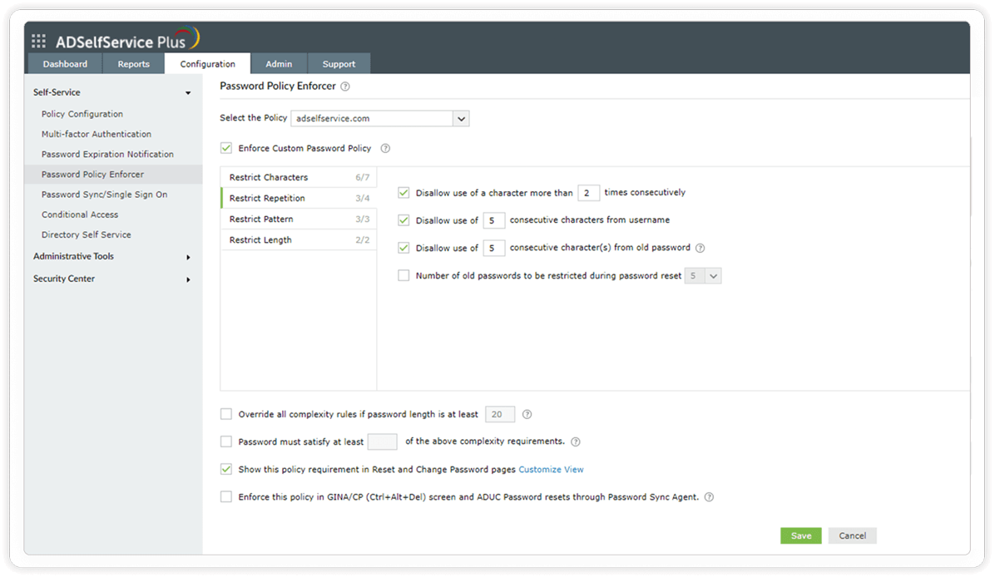 ADSelfService Plus
Dashboard Reports Configuration Admin Support
Self-Service
Policy Configuration
Multi-factor Authentication
Password Expiration Notification
Password Policy Enforcer
Password Sync/Single Sign On
Conditional Access
Directory Self Service
Administrative Tools
Security Center
Password Policy Enforcer ?
Select the Policy adselfservice.com
Enforce Custom Password Policy ?
Restrict Characters 6/7
Restrict Repetition 3/4
Restrict Pattern 3/3
Restrict Length 2/2
Disallow use of a character more than 2 times consecutively
Disallow use of 5 consecutive characters from username
Disallow use of 5 consecutive character(s) from old password ?
Number of old passwords to be restricted during password reset 5
Override all complexity rules if password length is at least 20 ?
Password must satisfy at least of the above complexity requirements. ?
Show this policy requirement in Reset and Change Password pages Customize View
Enforce this policy in GINA/CP (Ctrl+Alt+Del) screen and ADUC Password resets through Password Sync Agent. ?
Save Cancel